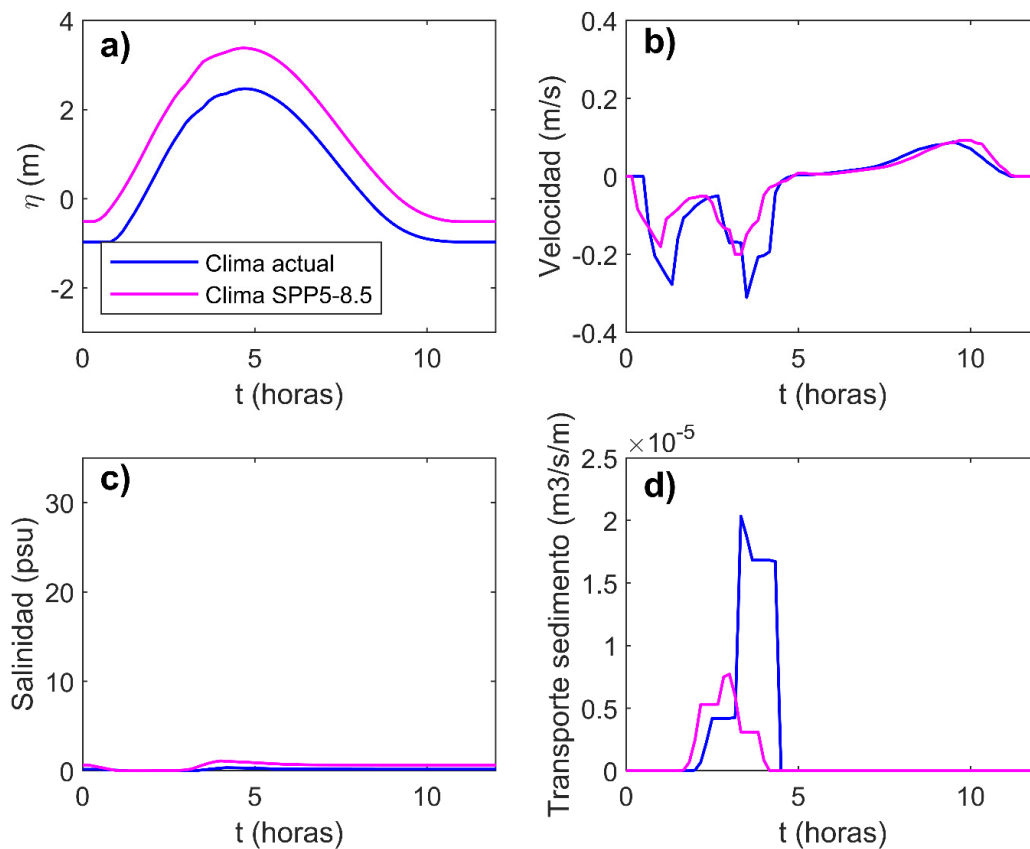 a)
4
2
0
-2
η (m)
Clima actual
Clima SPP5-8.5
0
5
10
t (horas)
b)
0.4
0.2
0
-0.2
-0.4
Velocidad (m/s)
0
5
10
t (horas)
c)
30
20
10
0
Salinidad (psu)
0
5
10
t (horas)
×10-5
d)
2.5
2
1.5
1
0.5
0
Transporte sedimento (m3/s/m)
0
5
10
t (horas)